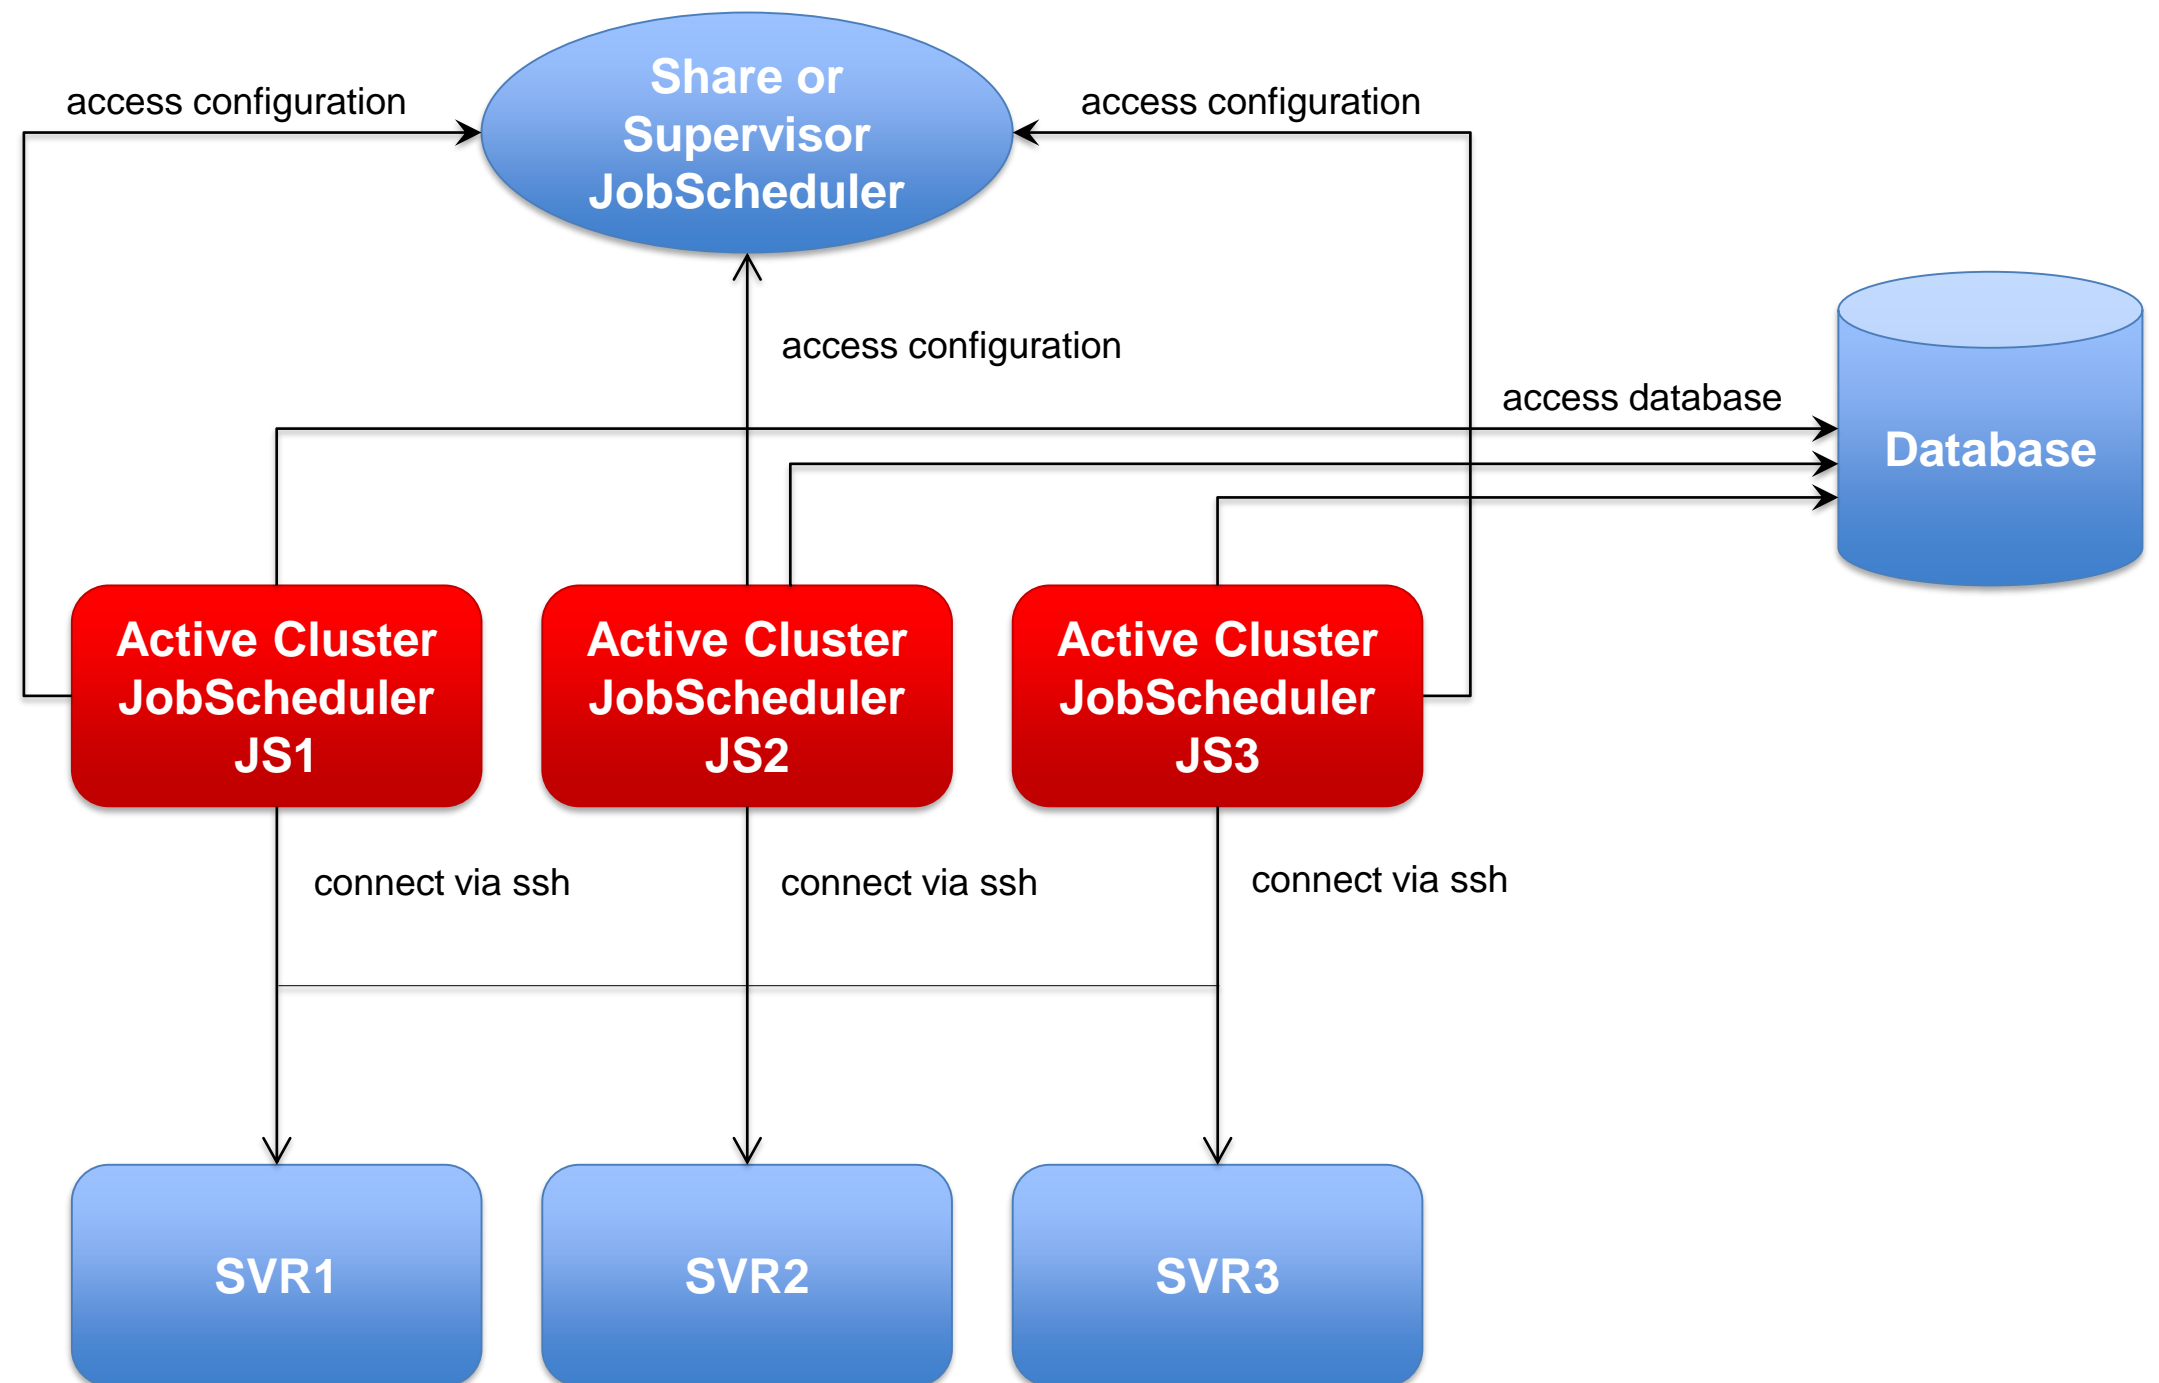 Share or
Supervisor
JobScheduler
access configuration
access configuration
access configuration
access database
Database
Active Cluster
JobScheduler
JS1
Active Cluster
JobScheduler
JS2
Active Cluster
JobScheduler
JS3
connect via ssh
connect via ssh
connect via ssh
SVR1
SVR2
SVR3